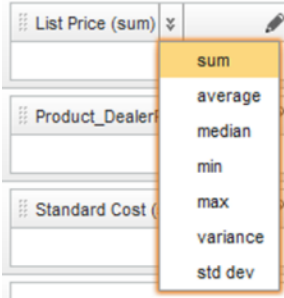 List Price (sum)
sum
average
Product_Dealer
median
min
Standard Cost (
max
variance
std dev